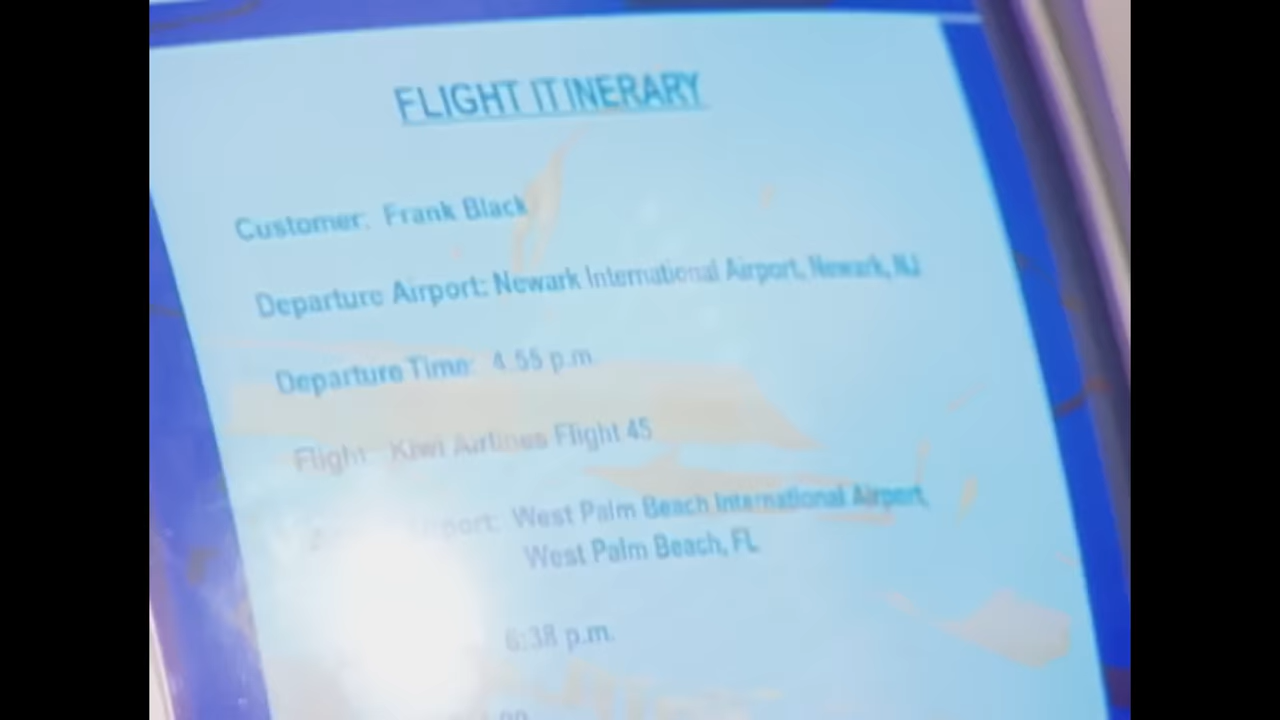 FLIGHT ITINERARY
Customer: Frank Black
Departure Airport: Newark International Airport, Newark, NJ
Departure Time: 4:55 p.m.
Flight: Kiwi Airlines Flight 45
West Palm Beach International Airport,
West Palm Beach, FL
6:38 p.m.